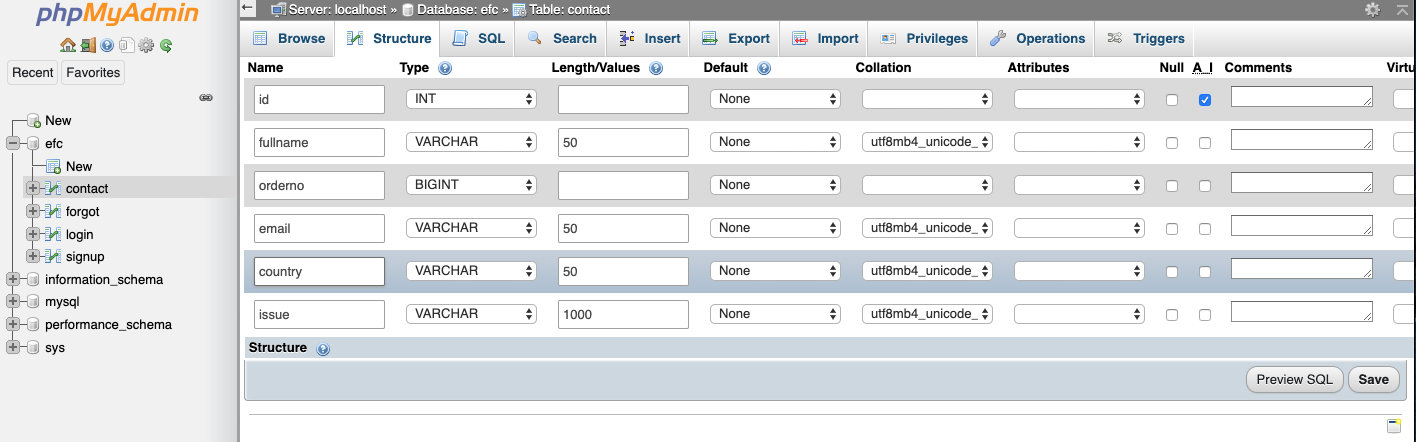 phpMyAdmin
Recent Favorites
New
efc
New
contact
forgot
login
signup
information_schema
mysql
performance_schema
sys
Server: localhost » Database: efc » Table: contact
Browse Structure SQL Search Insert Export Import Privileges Operations Triggers
Name Type Length/Values Default Collation Attributes Null A_I Comments Virtu
id INT None
fullname VARCHAR 50 None utf8mb4_unicode_
orderno BIGINT None
email VARCHAR 50 None utf8mb4_unicode_
country VARCHAR 50 None utf8mb4_unicode_
issue VARCHAR 1000 None utf8mb4_unicode_
Structure
Preview SQL Save